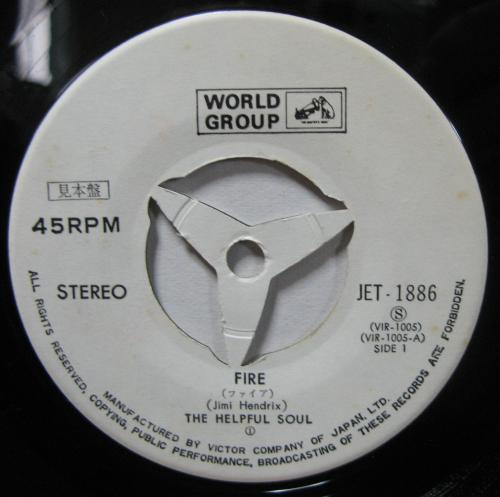 WORLD
GROUP
見本盤
45RPM
STEREO
JET-1886
Ⓢ
(VIR-1005)
(VIR-1005-A)
SIDE 1
FIRE
(ファイア)
(Jimi Hendrix)
THE HELPFUL SOUL
①
MANUFACTURED BY VICTOR COMPANY OF JAPAN, LTD.
ALL RIGHTS RESERVED, COPYING, PUBLIC PERFORMANCE, BROADCASTING OF THESE RECORDS ARE FORBIDDEN.